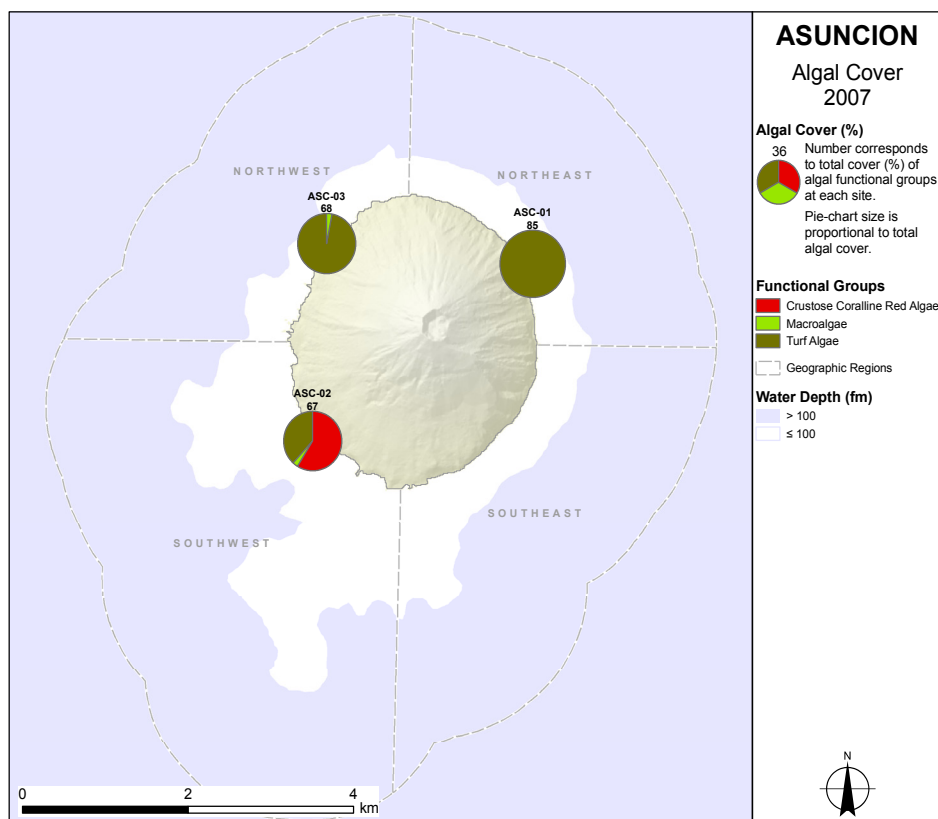 ASUNCION
Algal Cover
2007
Algal Cover (%)
36
Number corresponds
to total cover (%) of
algal functional groups
at each site.
Pie-chart size is
proportional to total
algal cover.
Functional Groups
Crustose Coralline Red Algae
Macroalgae
Turf Algae
Geographic Regions
Water Depth (fm)
> 100
≤ 100
N
NORTHWEST
NORTHEAST
ASC-03
68
ASC-01
85
ASC-02
67
SOUTHEAST
SOUTHWEST
0 2 4
km